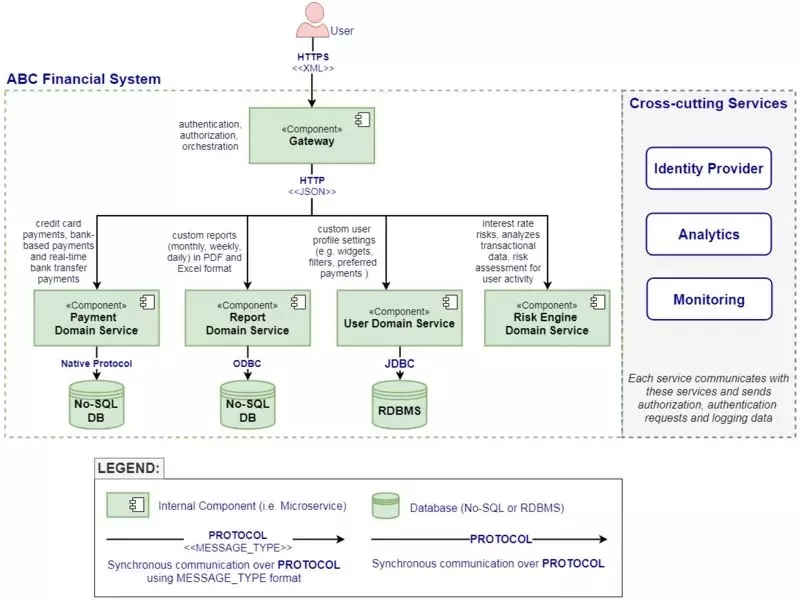 User
HTTPS
<<XML>>
ABC Financial System
authentication,
authorization,
orchestration
«Component»
Gateway
HTTP
<<JSON>>
credit card
payments, bank-
based payments
and real-time
bank transfer
payments
custom reports
(monthly, weekly,
daily) in PDF and
Excel format
custom user
profile settings
(e.g. widgets,
filters, preferred
payments )
interest rate
risks, analyzes
transactional
data, risk
assessment for
user activity
«Component»
Payment
Domain Service
«Component»
Report
Domain Service
«Component»
User Domain Service
«Component»
Risk Engine
Domain Service
Native Protocol
ODBC
JDBC
No-SQL
DB
No-SQL
DB
RDBMS
Cross-cutting Services
Identity Provider
Analytics
Monitoring
Each service communicates with
these services and sends
authorization, authentication
requests and logging data
LEGEND:
Internal Component (i.e. Microservice)
Database (No-SQL or RDBMS)
PROTOCOL
<<MESSAGE_TYPE>>
Synchronous communication over PROTOCOL
using MESSAGE_TYPE format
PROTOCOL
Synchronous communication over PROTOCOL